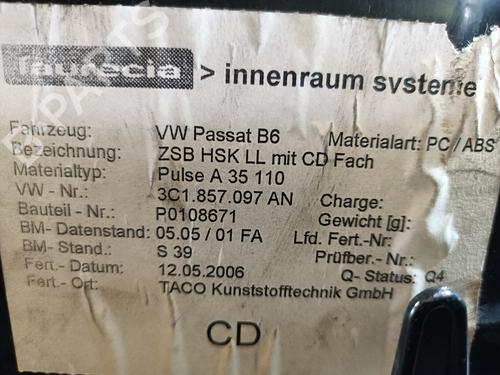 > innenraum systeme
Fahrzeug: VW Passat B6 Materialart: PC / ABS
Bezeichnung: ZSB HSK LL mit CD Fach
Materialtyp: Pulse A 35 110
VW - Nr.: 3C1.857.097 AN Charge:
Bauteil - Nr.: P0108671 Gewicht [g]:
BM- Datenstand: 05.05 / 01 FA Lfd. Fert.-Nr:
BM- Stand.: S 39 Prüfber.- Nr.:
Fert.- Datum: 12.05.2006 Q- Status: Q4
Fert.- Ort: TACO Kunststofftechnik GmbH
CD